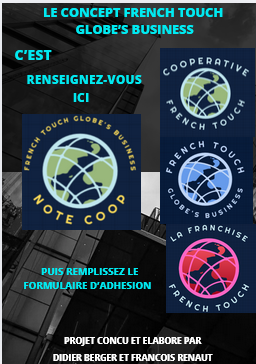 LE CONCEPT FRENCH TOUCH
GLOBE'S BUSINESS
C'EST
RENSEIGNEZ-VOUS
ICI
COOPERATIVE
FRENCH TOUCH
FRENCH TOUCH GLOBE'S BUSINESS
NOTE COOP
FRENCH TOUCH
GLOBE'S BUSINESS
LA FRANCHISE
FRENCH TOUCH
PUIS REMPLISSEZ LE
FORMULAIRE D'ADHESION
PROJET CONCU ET ELABORE PAR
DIDIER BERGER ET FRANCOIS RENAUT